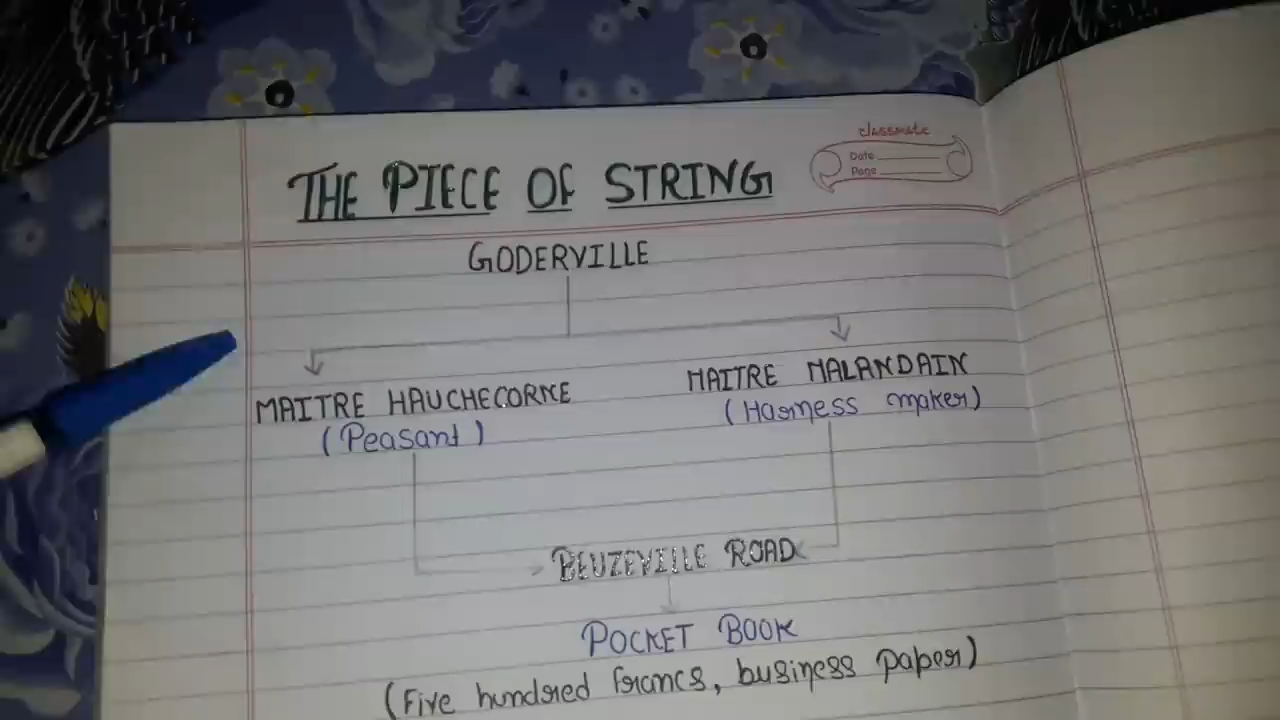 classmate
Date
Page
THE PIECE OF STRING
GODERVILLE
MAITRE HAUCHECORNE
MAITRE MALANDAIN
(Peasant)
(Harness maker)
BEUZEVILLE ROAD
POCKET BOOK
(Five hundred francs, business paper)